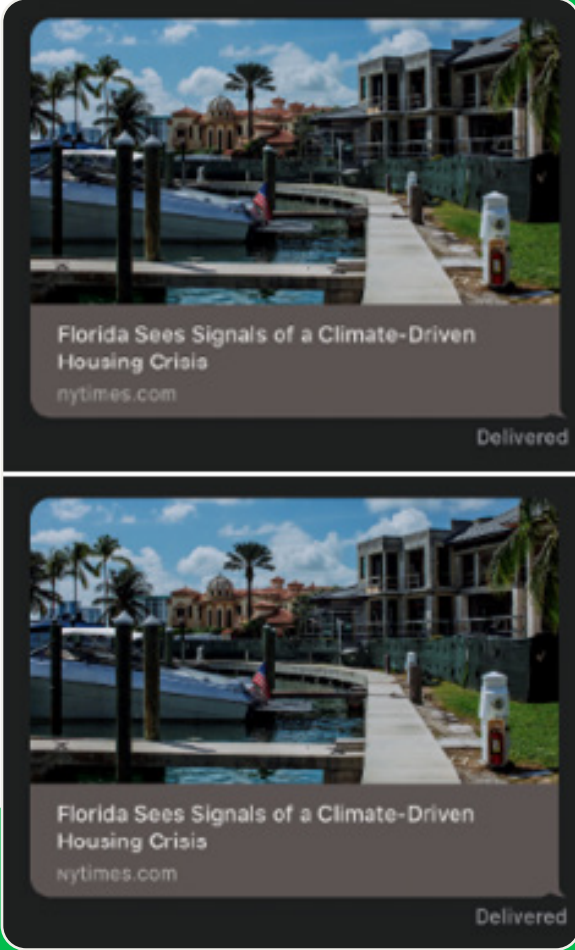 Florida Sees Signals of a Climate-Driven
Housing Crisis
nytimes.com
Delivered
Florida Sees Signals of a Climate-Driven
Housing Crisis
ɴytimes.com
Delivered